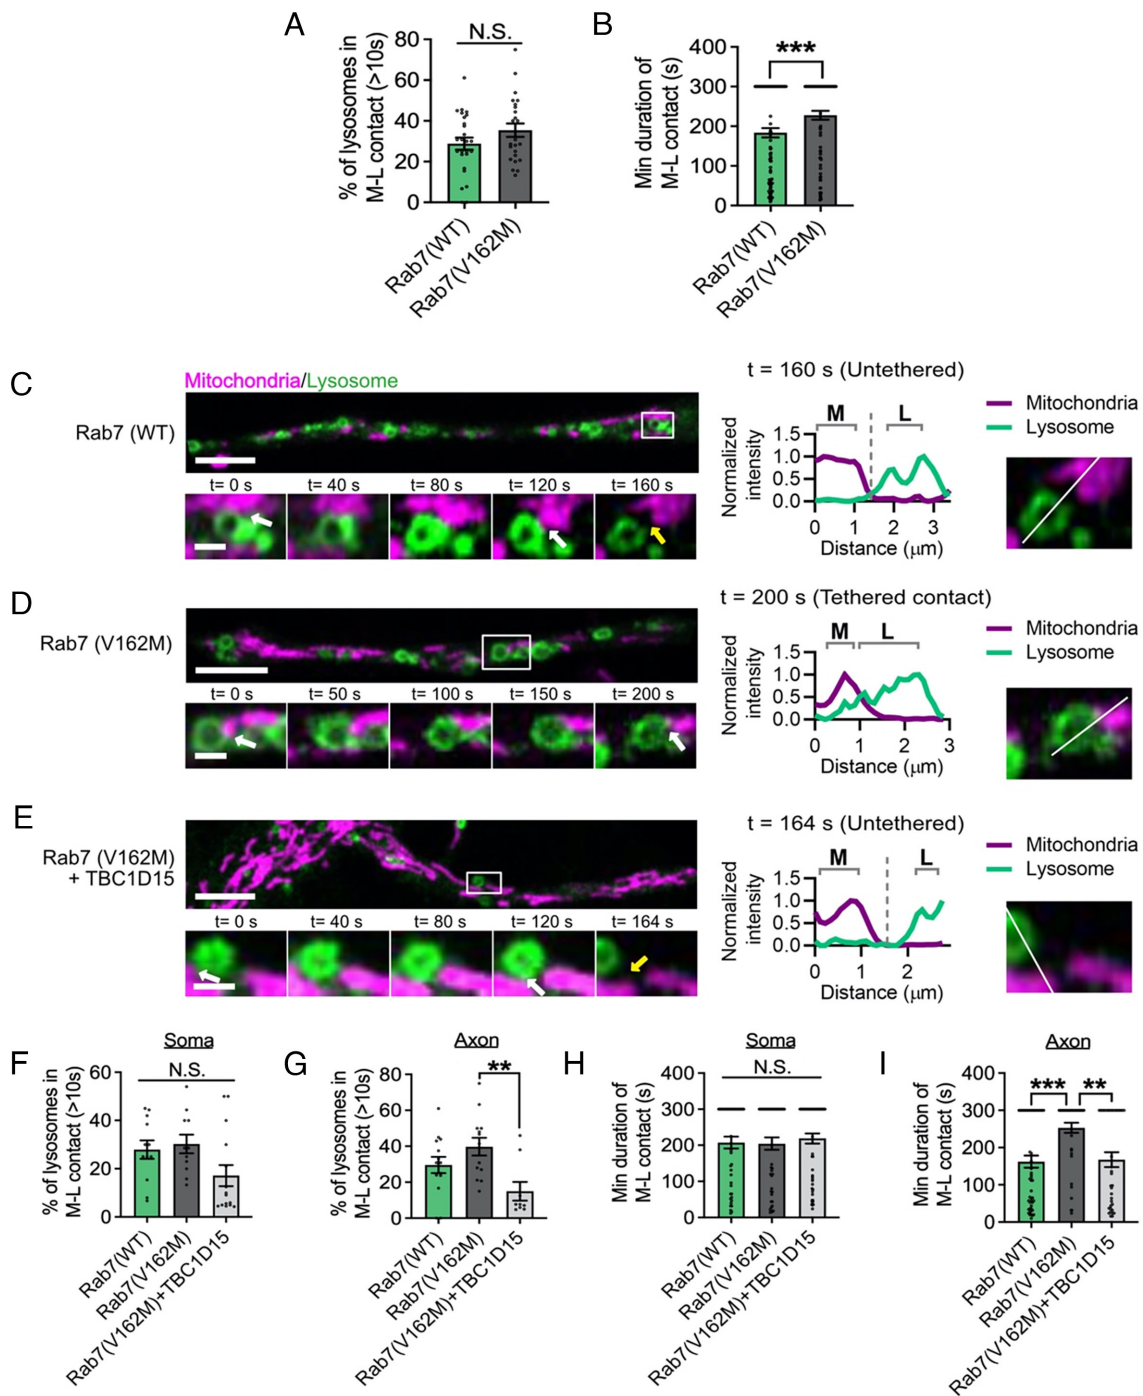 A
% of lysosomes in
M-L contact (>10s)
80
60
40
20
0
N.S.
Rab7(WT)
Rab7(V162M)
B
Min duration of
M-L contact (s)
400
300
200
100
0
***
Rab7(WT)
Rab7(V162M)
C
Mitochondria/Lysosome
Rab7 (WT)
t= 0 s
t= 40 s
t= 80 s
t= 120 s
t= 160 s
t = 160 s (Untethered)
M
L
Normalized
intensity
1.5
1.0
0.5
0.0
0
1
2
3
Distance (μm)
Mitochondria
Lysosome
D
Rab7 (V162M)
t= 0 s
t= 50 s
t= 100 s
t= 150 s
t= 200 s
t = 200 s (Tethered contact)
M
L
Normalized
intensity
1.5
1.0
0.5
0.0
0
1
2
3
Distance (μm)
Mitochondria
Lysosome
E
Rab7 (V162M)
+ TBC1D15
t= 0 s
t= 40 s
t= 80 s
t= 120 s
t= 164 s
t = 164 s (Untethered)
M
L
Normalized
intensity
1.5
1.0
0.5
0.0
0
1
2
Distance (μm)
Mitochondria
Lysosome
F
Soma
% of lysosomes in
M-L contact (>10s)
60
40
20
0
N.S.
Rab7(WT)
Rab7(V162M)
Rab7(V162M)+TBC1D15
G
Axon
% of lysosomes in
M-L contact (>10s)
80
60
40
20
0
**
Rab7(WT)
Rab7(V162M)
Rab7(V162M)+TBC1D15
H
Soma
Min duration of
M-L contact (s)
400
300
200
100
0
N.S.
Rab7(WT)
Rab7(V162M)
Rab7(V162M)+TBC1D15
I
Axon
Min duration of
M-L contact (s)
400
300
200
100
0
***
**
Rab7(WT)
Rab7(V162M)
Rab7(V162M)+TBC1D15